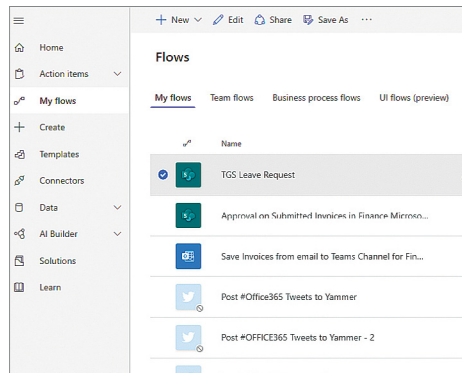 New Edit Share Save As ...
Home
Action items
My flows
Create
Templates
Connectors
Data
AI Builder
Solutions
Learn
Flows
My flows Team flows Business process flows UI flows (preview)
Name
TGS Leave Request
Approval on Submitted Invoices in Finance Microso...
Save Invoices from email to Teams Channel for Fin...
Post #Office365 Tweets to Yammer
Post #OFFICE365 Tweets to Yammer - 2